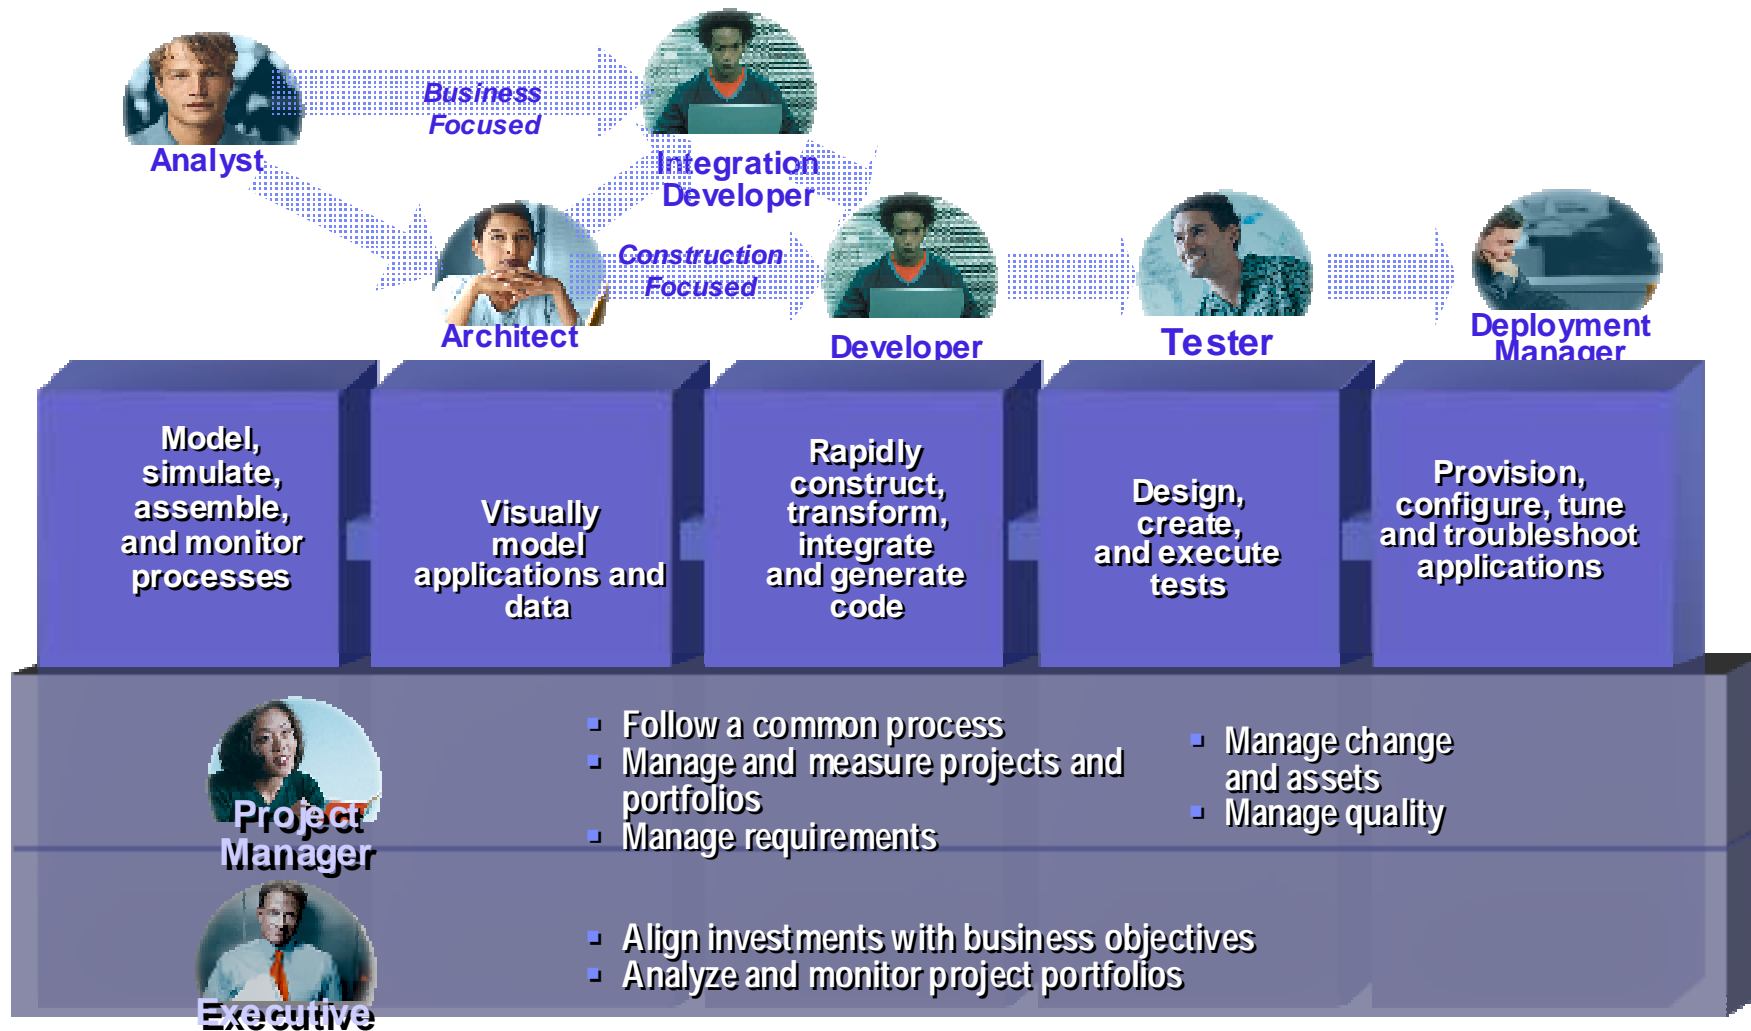 Business
Focused
Analyst
Integration
Developer
Construction
Focused
Architect
Developer
Tester
Deployment
Manager
Model,
simulate,
assemble,
and monitor
processes
Visually
model
applications and
data
Rapidly
construct,
transform,
integrate
and generate
code
Design,
create,
and execute
tests
Provision,
configure, tune
and troubleshoot
applications
Project
Manager
▪ Follow a common process
▪ Manage and measure projects and
portfolios
▪ Manage requirements
▪ Manage change
and assets
▪ Manage quality
Executive
▪ Align investments with business objectives
▪ Analyze and monitor project portfolios